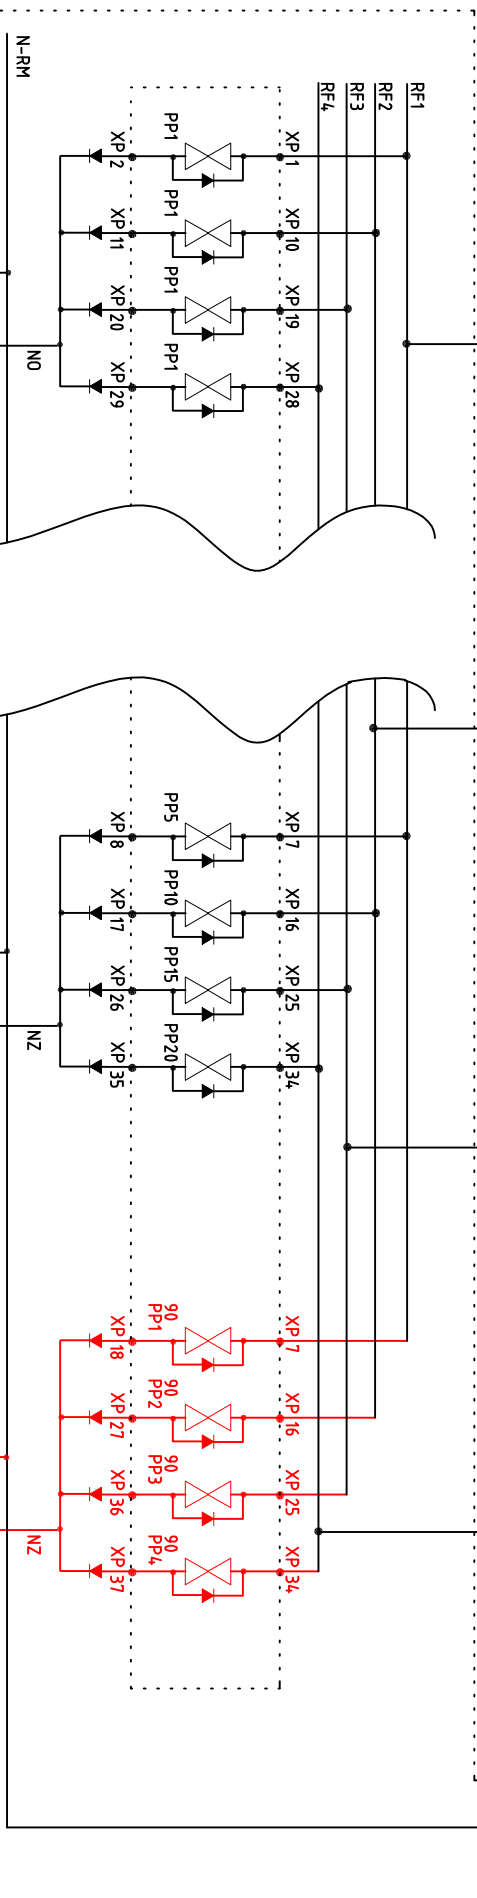 N-RM
RF4
RF3
RF2
RF1
XP 2
PP1
XP 1
XP 11
PP1
XP 10
XP 20
PP1
XP 19
NO
XP 29
PP1
XP 28
XP 8
PP5
XP 7
XP 17
PP10
XP 16
XP 26
PP15
XP 25
NZ
XP 35
PP20
XP 34
XP 18
90
PP1
XP 7
XP 27
90
PP2
XP 16
XP 36
90
PP3
XP 25
NZ
XP 37
90
PP4
XP 34